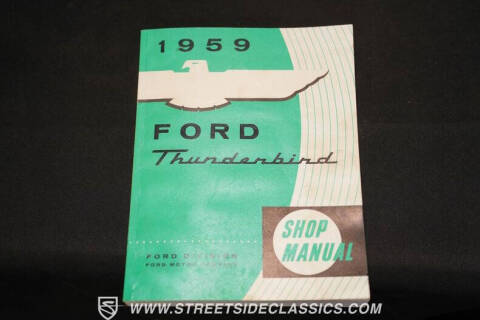 1959
FORD
Thunderbird
SHOP
MANUAL
FORD DIVISION
FORD MOTOR COMPANY
WWW.STREETSIDECLASSICS.COM